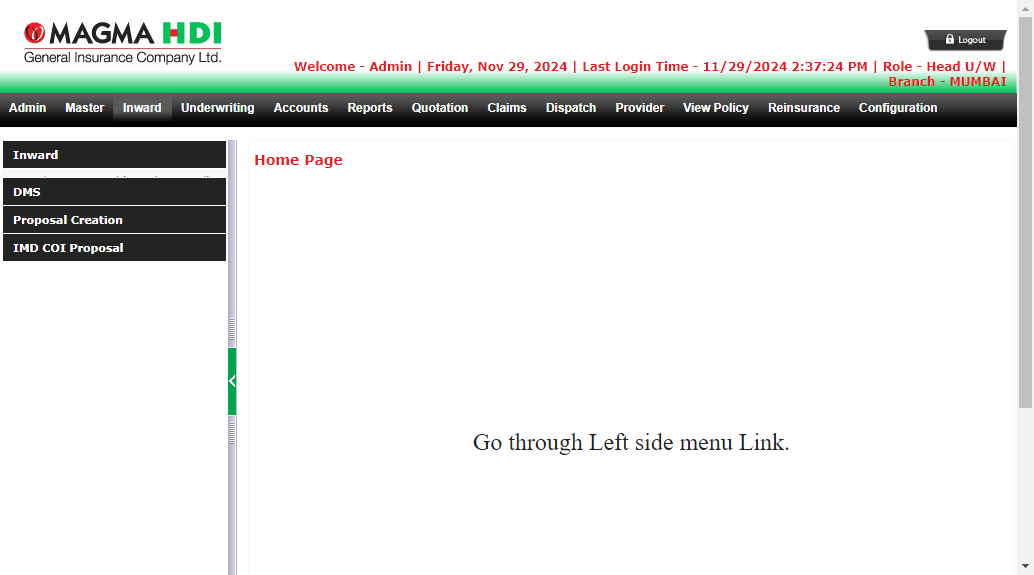 MAGMA HDI
General Insurance Company Ltd.
Logout
Welcome - Admin | Friday, Nov 29, 2024 | Last Login Time - 11/29/2024 2:37:24 PM | Role - Head U/W |
Branch - MUMBAI
Admin Master Inward Underwriting Accounts Reports Quotation Claims Dispatch Provider View Policy Reinsurance Configuration
Inward
DMS
Proposal Creation
IMD COI Proposal
Home Page
Go through Left side menu Link.